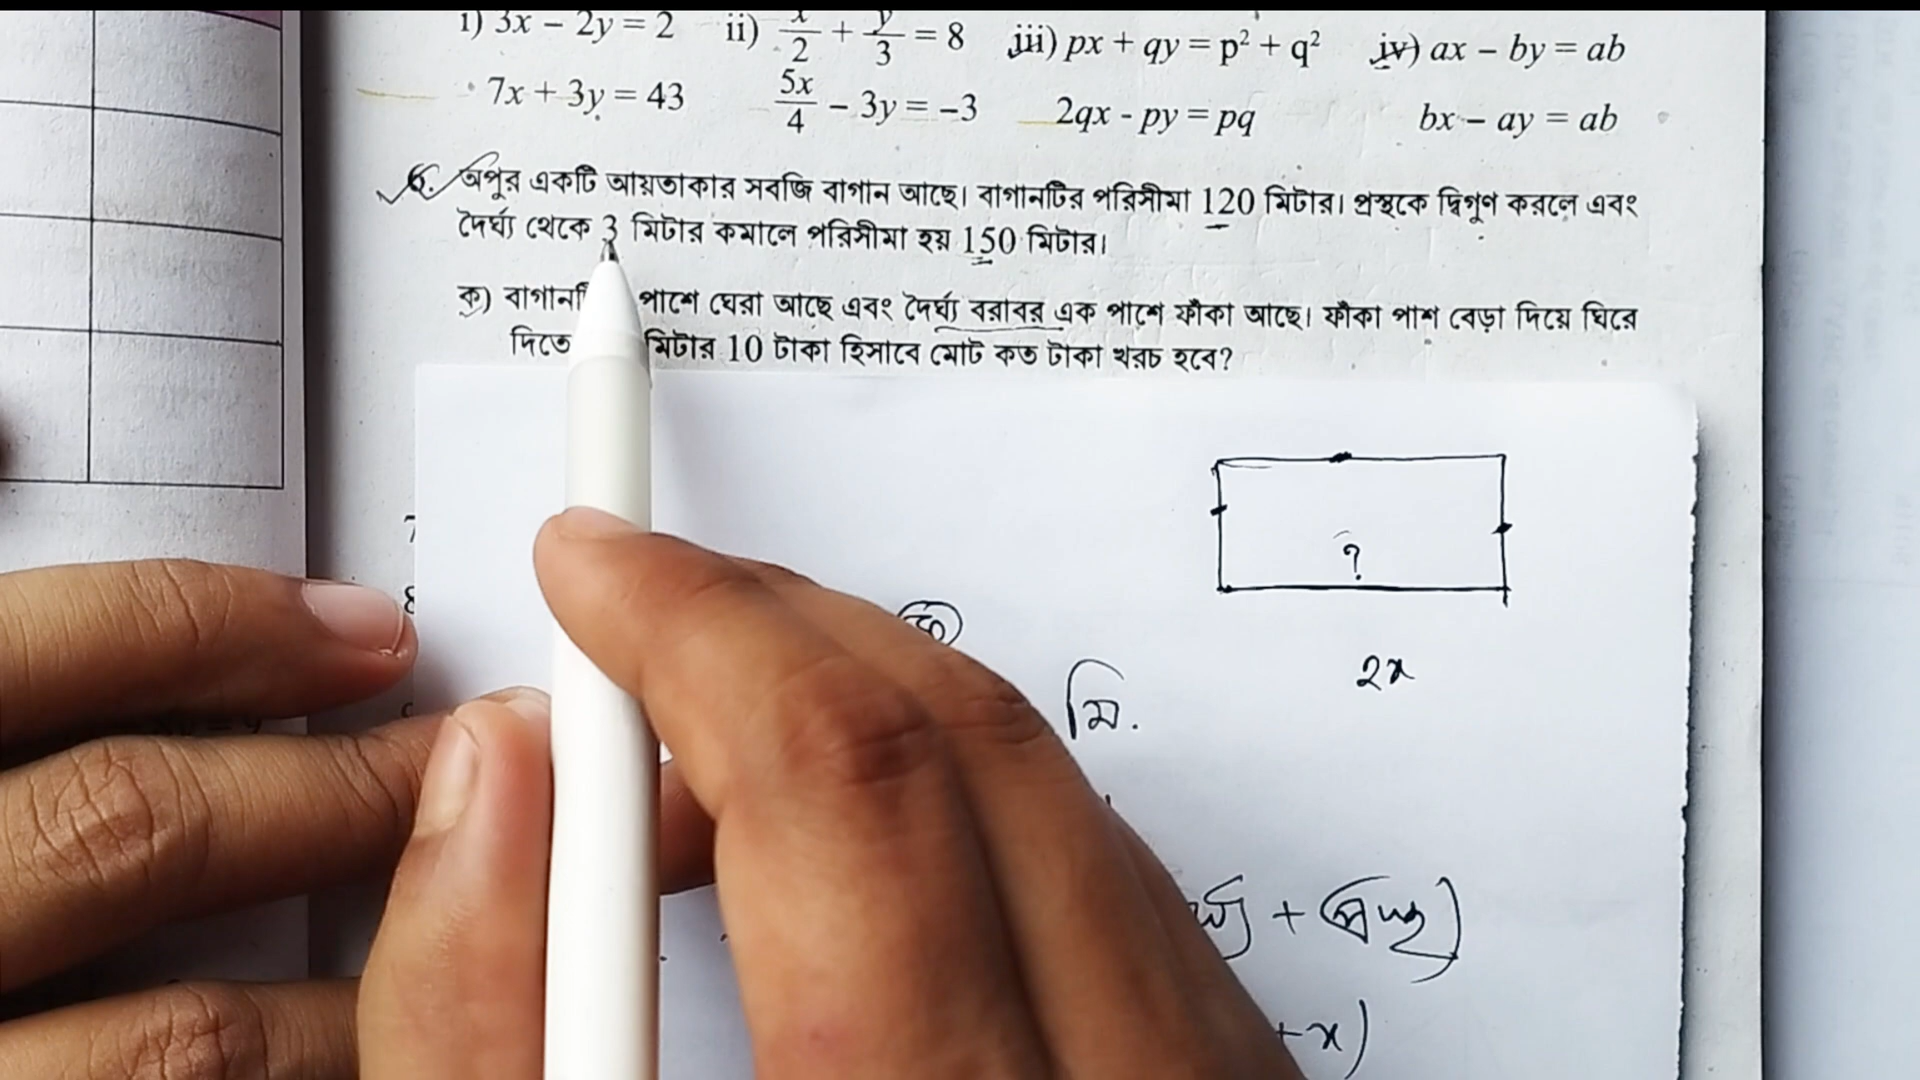 i) 3x − 2y = 2 ii) x/2 + y/3 = 8 iii) px + qy = p² + q² iv) ax − by = ab
7x + 3y = 43 5x/4 − 3y = −3 2qx - py = pq bx − ay = ab
6. অপুর একটি আয়তাকার সবজি বাগান আছে। বাগানটির পরিসীমা 120 মিটার। প্রস্থকে দ্বিগুণ করলে এবং
দৈর্ঘ্য থেকে 3 মিটার কমালে পরিসীমা হয় 150 মিটার।
ক) পাশে ঘেরা আছে এবং দৈর্ঘ্য বরাবর এক পাশে ফাঁকা আছে। ফাঁকা পাশ বেড়া দিয়ে ঘিরে
দিতে মিটার 10 টাকা হিসাবে মোট কত টাকা খরচ হবে?
?
2x
মি.
+ প্রস্থ)
+x)